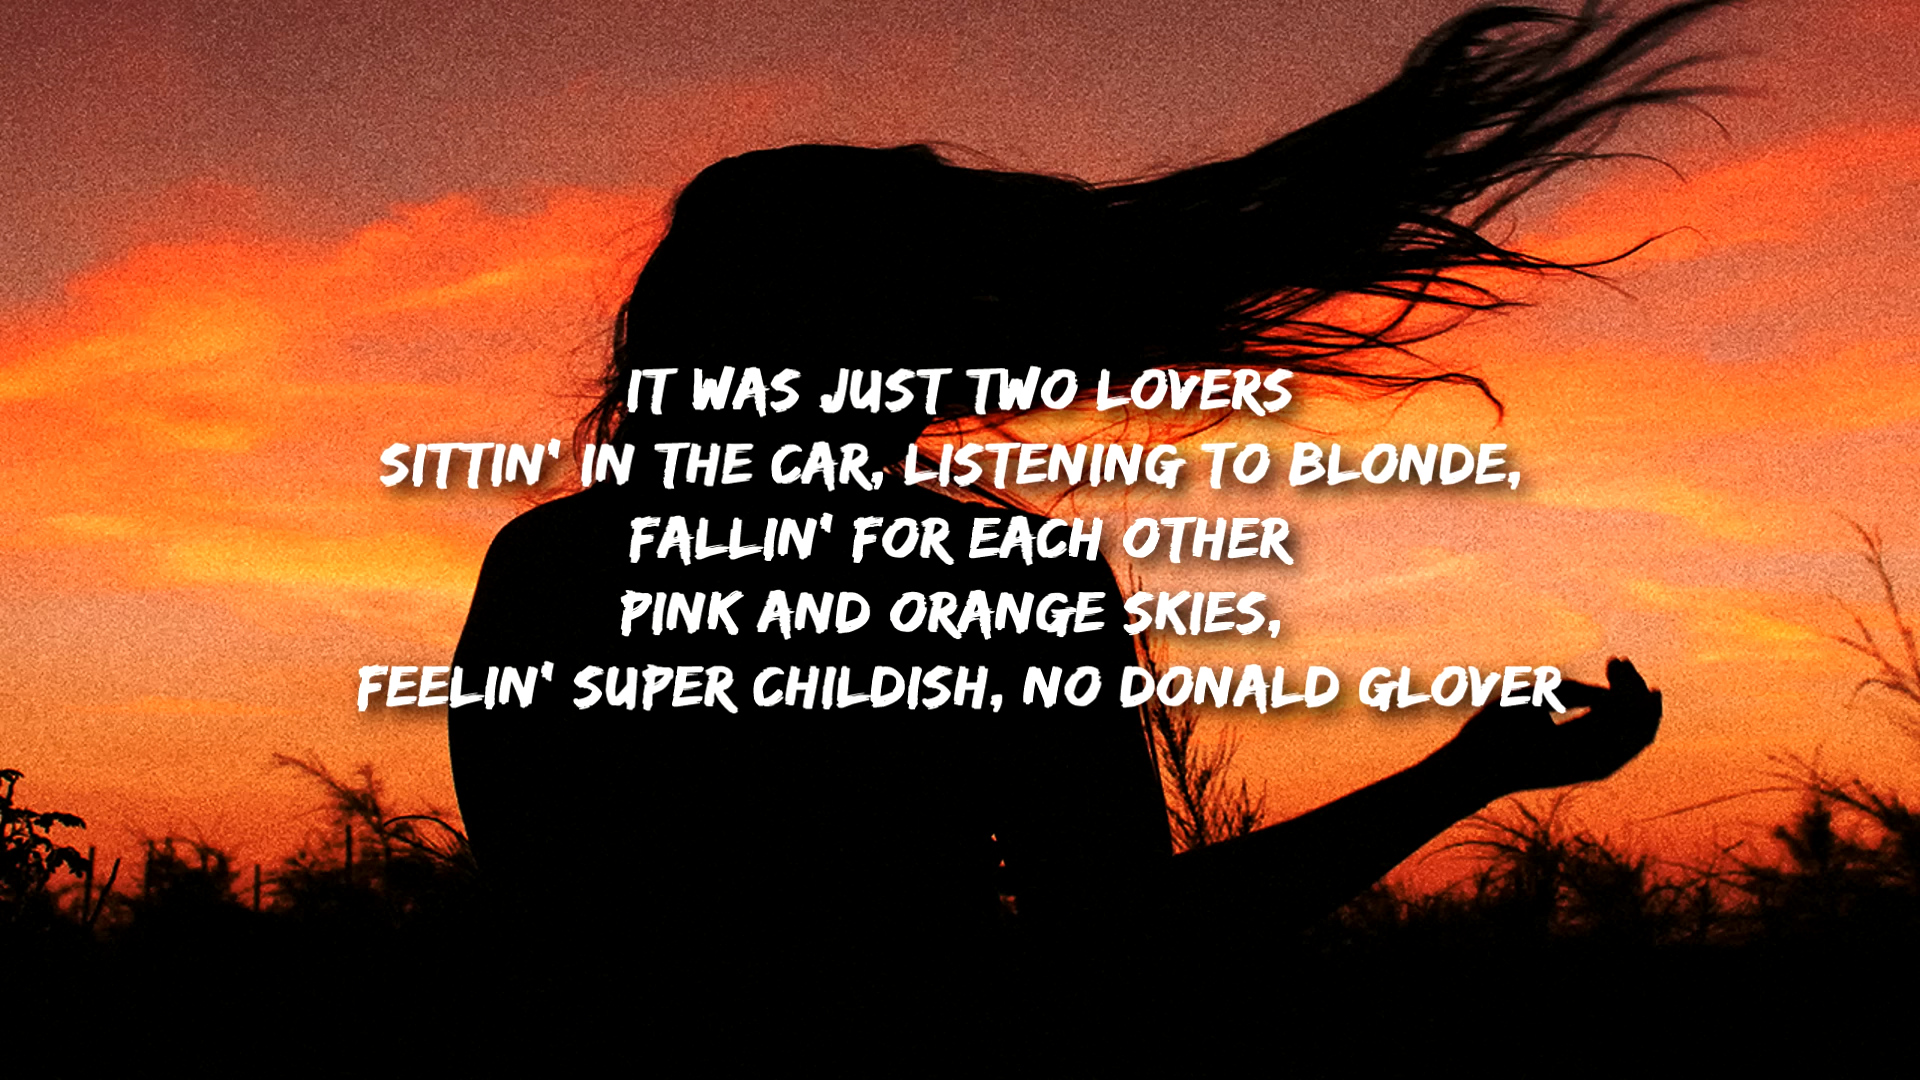 IT WAS JUST TWO LOVERS
SITTIN' IN THE CAR, LISTENING TO BLONDE,
FALLIN' FOR EACH OTHER
PINK AND ORANGE SKIES,
FEELIN' SUPER CHILDISH, NO DONALD GLOVER